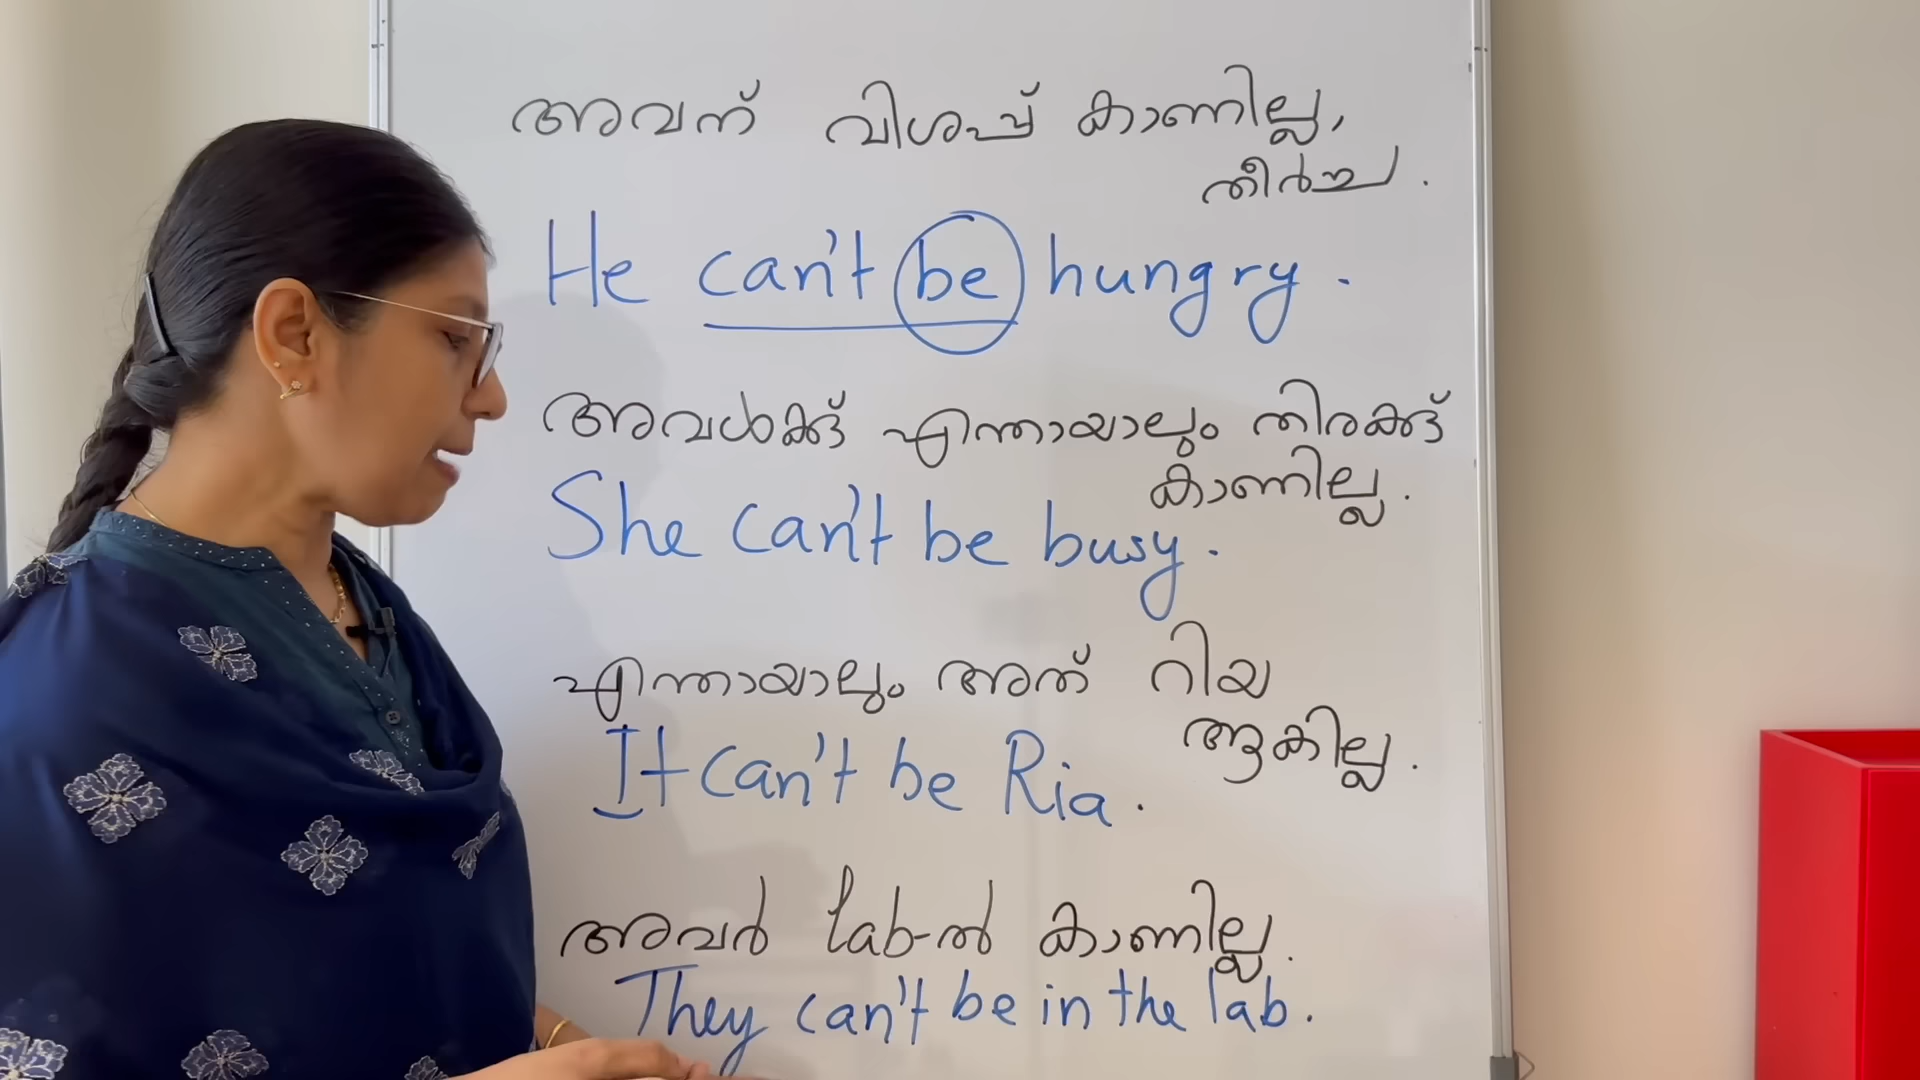 അവന് വിശപ്പ് കാണില്ല,
തീർച്ച.
He can't be hungry.
അവൾക്ക് എന്തായാലും തിരക്ക്
കാണില്ല.
She can't be busy.
എന്തായാലും അത് റിയ
ആകില്ല.
It can't be Ria.
അവർ lab-ൽ കാണില്ല.
They can't be in the lab.